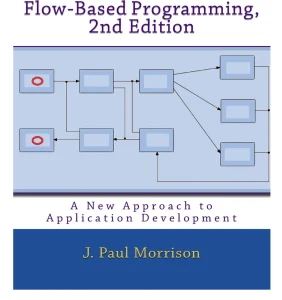 Flow-Based Programming,
2nd Edition
A New Approach to
Application Development
J. Paul Morrison